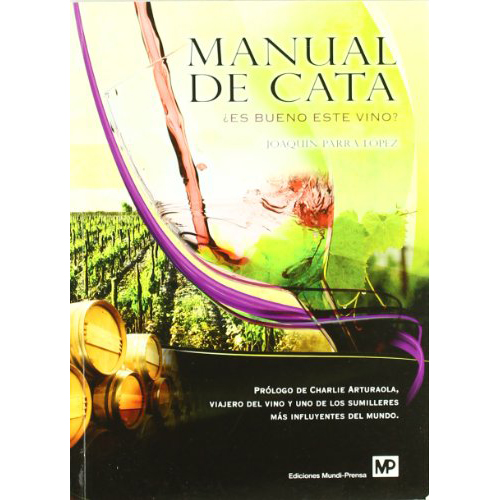 MANUAL
DE CATA
¿ES BUENO ESTE VINO?
JOAQUÍN PARRA LÓPEZ
PRÓLOGO DE CHARLIE ARTURAOLA,
VIAJERO DEL VINO Y UNO DE LOS SUMILLERES
MÁS INFLUYENTES DEL MUNDO.
Ediciones Mundi-Prensa
MP